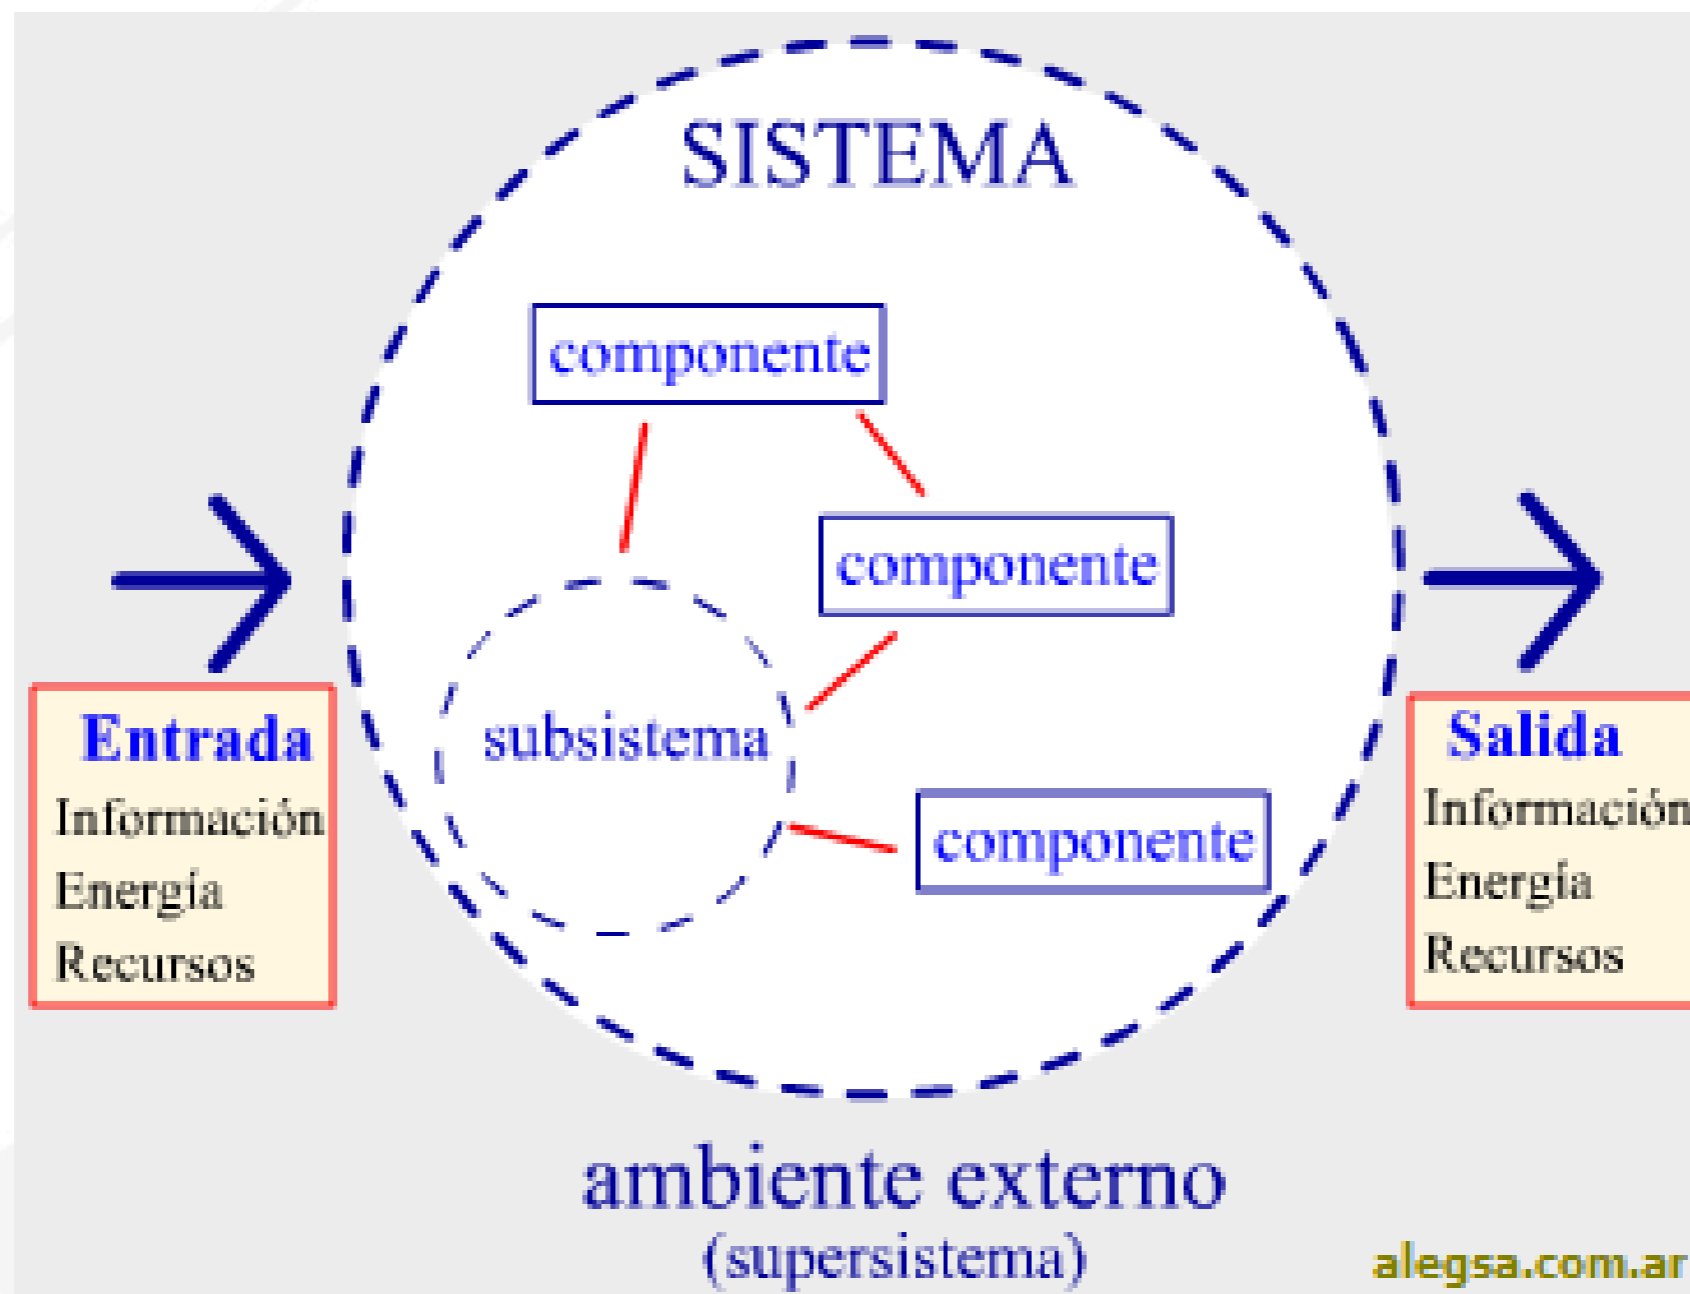 SISTEMA
componente
componente
subsistema
componente
Entrada
Información
Energía
Recursos
Salida
Información
Energía
Recursos
ambiente externo
(supersistema)
alegsa.com.ar